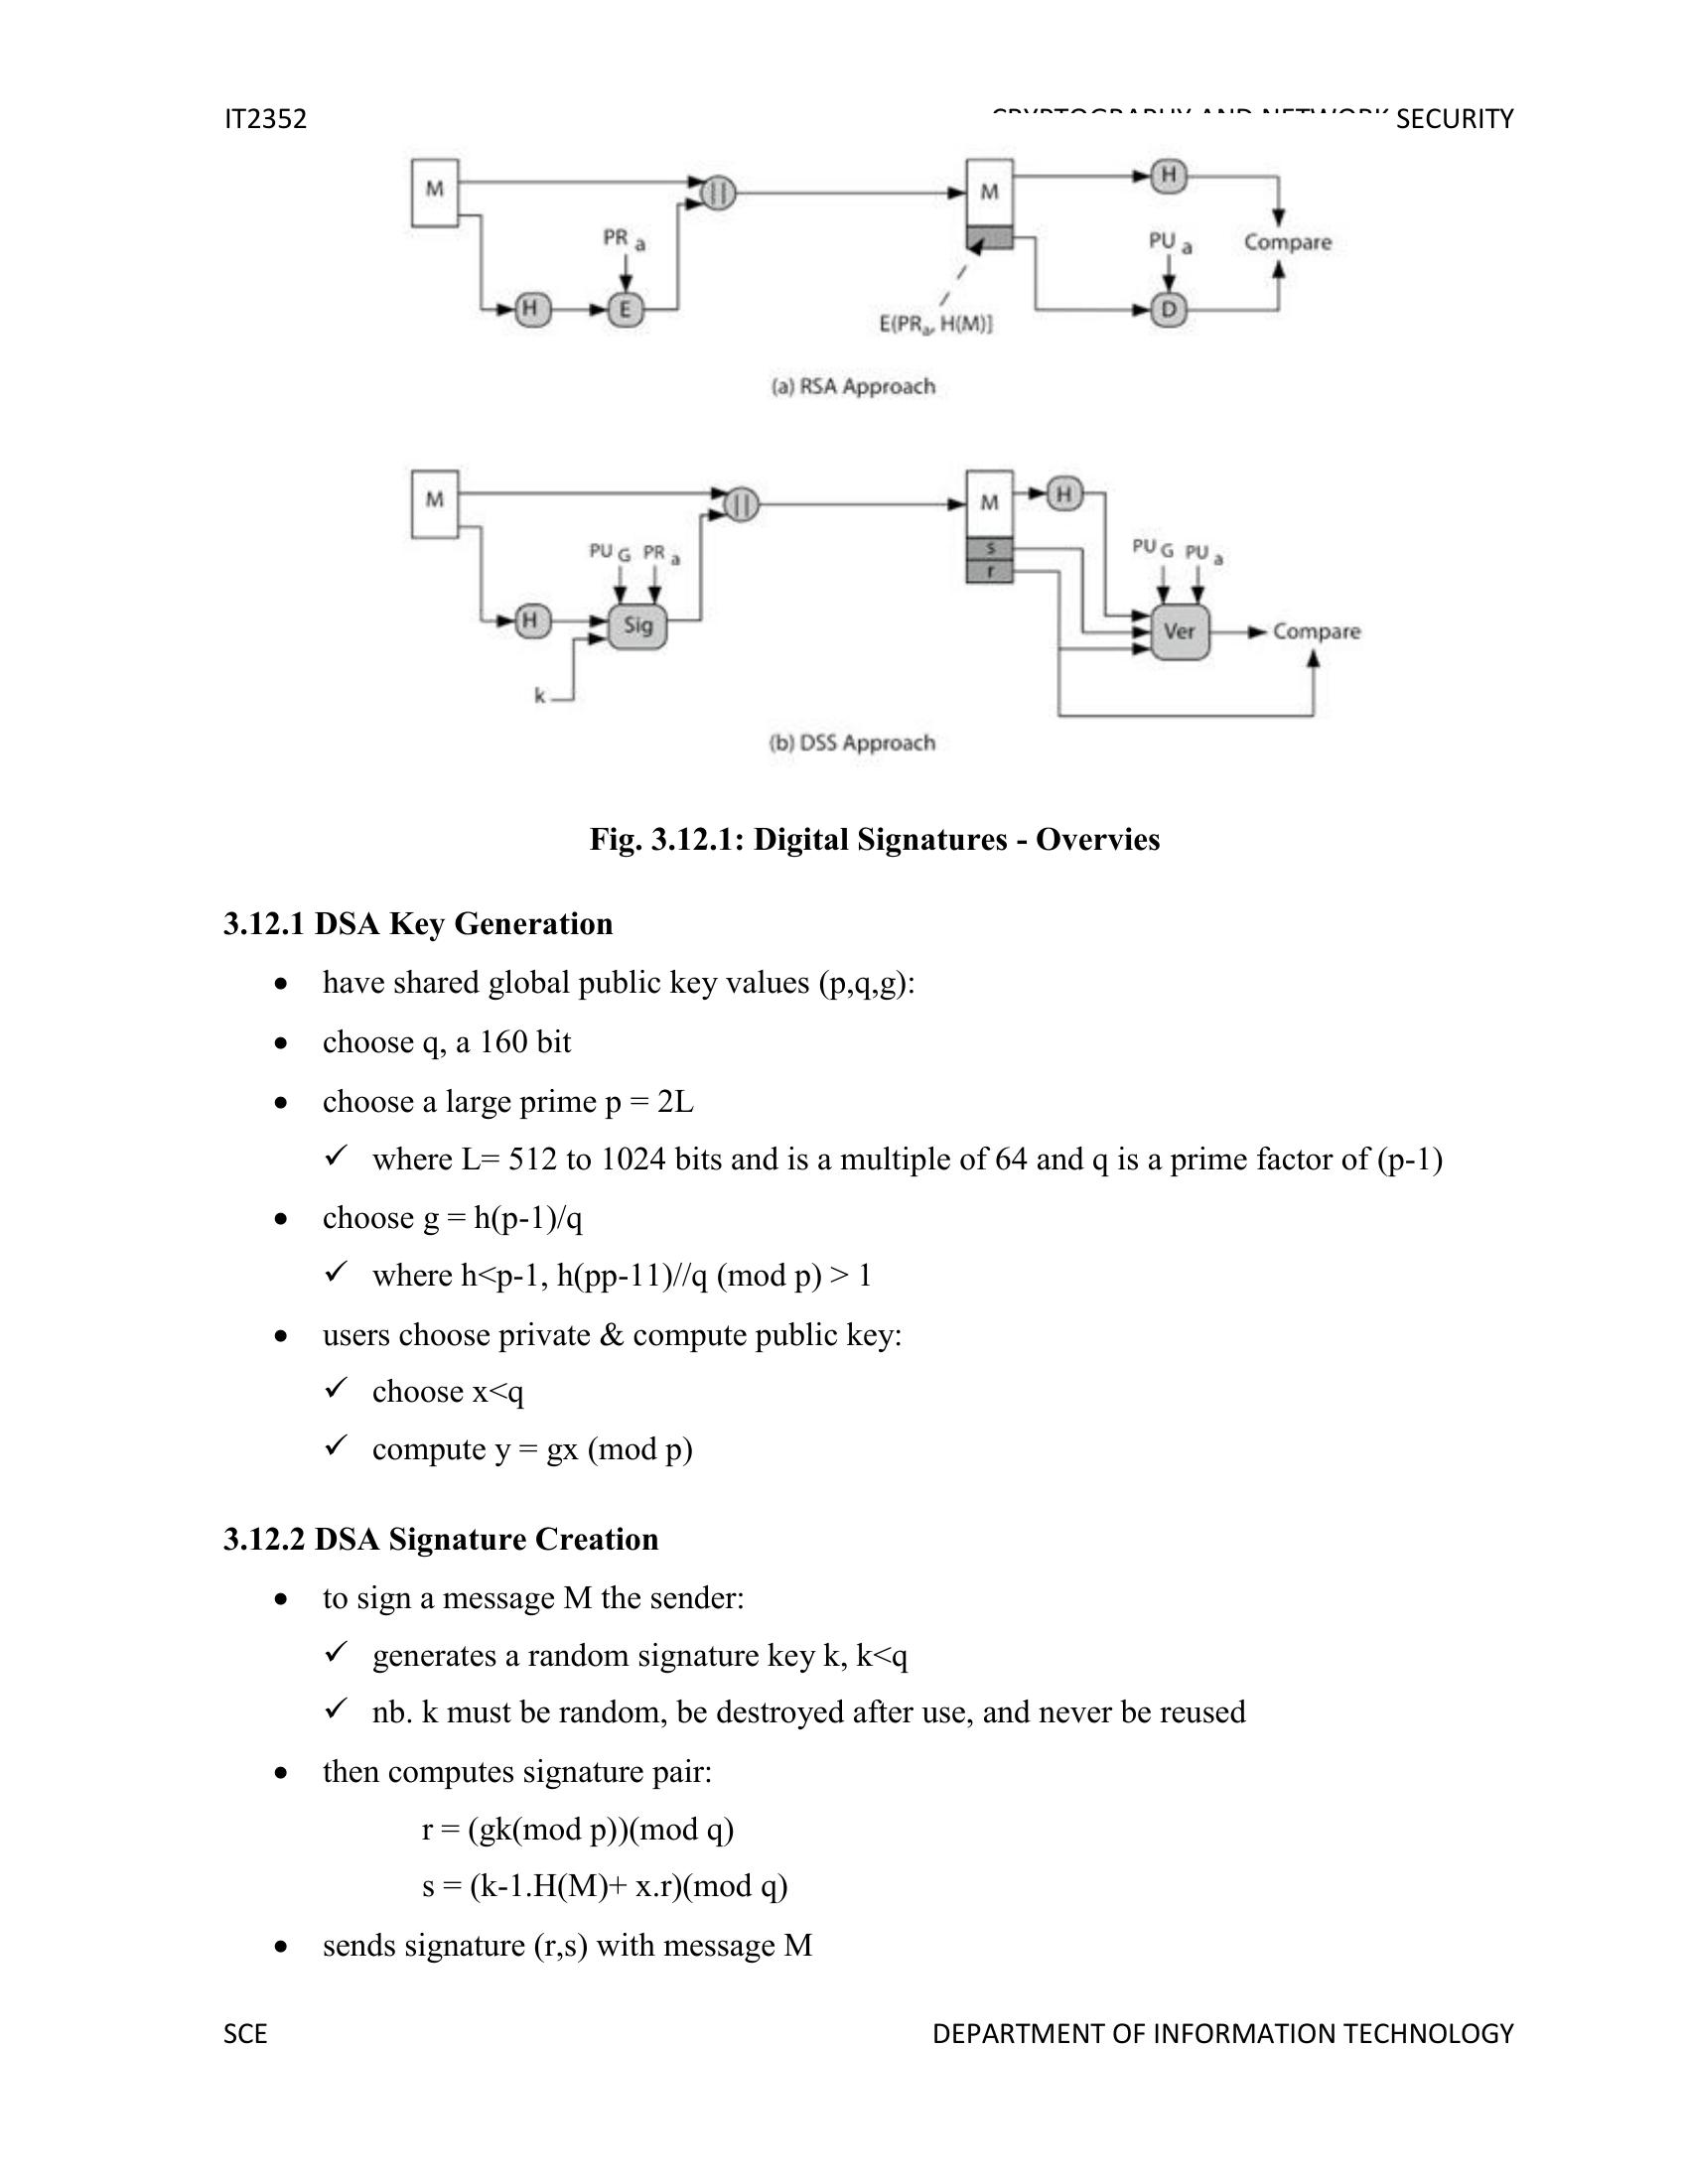 IT2352 CRYPTOGRAPHY AND NETWORK SECURITY
M || M H
PR a PU a Compare
H E D
E(PRa, H(M)]
(a) RSA Approach
M || M H
s
r
PU G PR a PU G PU a
H Sig Ver Compare
k
(b) DSS Approach
Fig. 3.12.1: Digital Signatures - Overvies
3.12.1 DSA Key Generation
• have shared global public key values (p,q,g):
• choose q, a 160 bit
• choose a large prime p = 2L
✓ where L= 512 to 1024 bits and is a multiple of 64 and q is a prime factor of (p-1)
• choose g = h(p-1)/q
✓ where h<p-1, h(pp-11)//q (mod p) > 1
• users choose private & compute public key:
✓ choose x<q
✓ compute y = gx (mod p)
3.12.2 DSA Signature Creation
• to sign a message M the sender:
✓ generates a random signature key k, k<q
✓ nb. k must be random, be destroyed after use, and never be reused
• then computes signature pair:
r = (gk(mod p))(mod q)
s = (k-1.H(M)+ x.r)(mod q)
• sends signature (r,s) with message M
SCE DEPARTMENT OF INFORMATION TECHNOLOGY